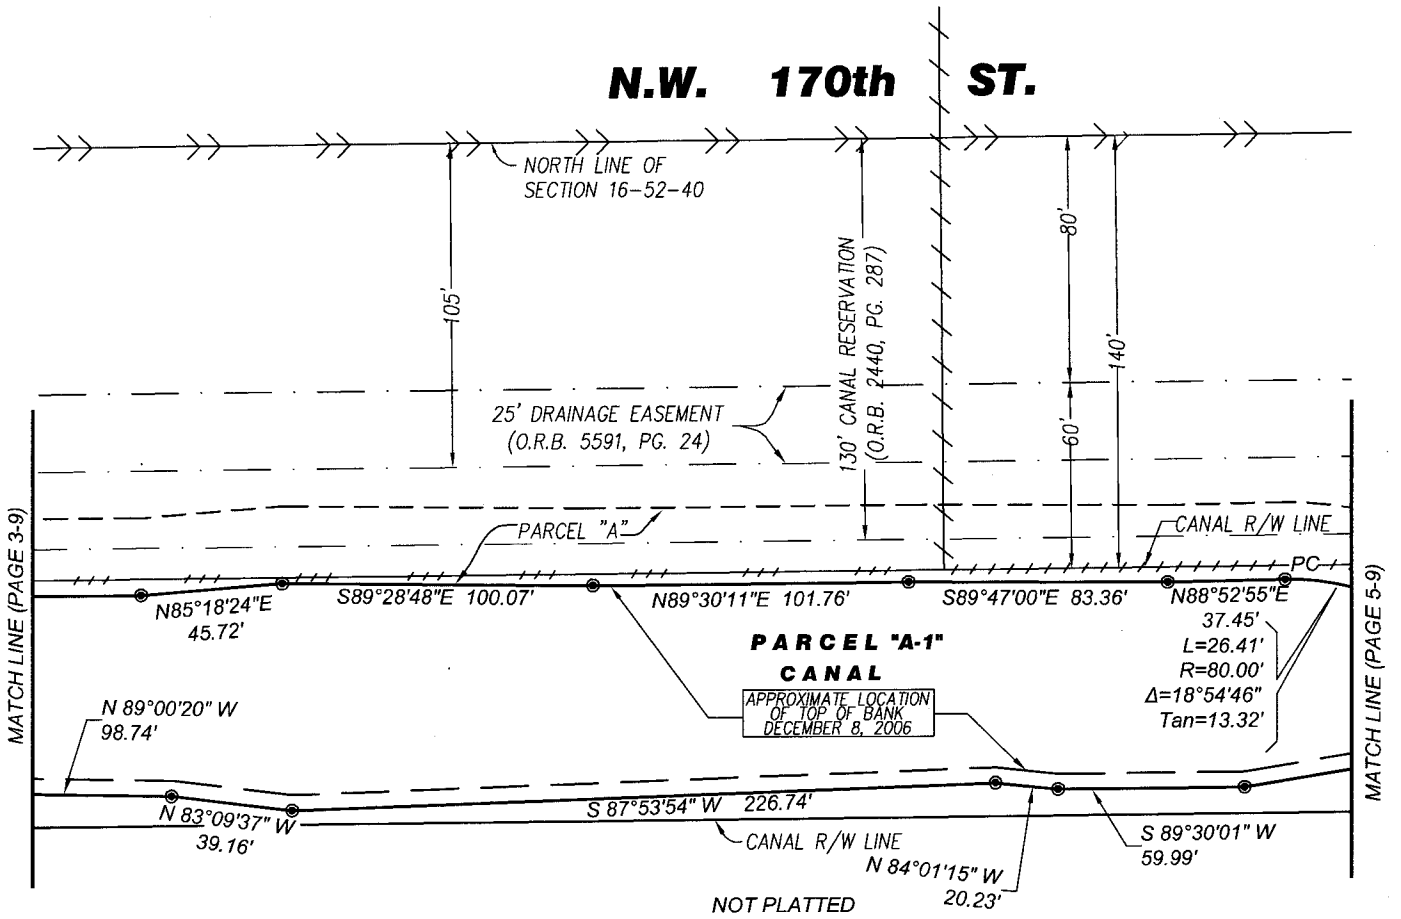 N.W. 170th ST.
NORTH LINE OF
SECTION 16-52-40
105'
130' CANAL RESERVATION
(O.R.B. 2440, PG. 287)
80'
140'
60'
25' DRAINAGE EASEMENT
(O.R.B. 5591, PG. 24)
PARCEL "A"
CANAL R/W LINE
PC
MATCH LINE (PAGE 3-9)
MATCH LINE (PAGE 5-9)
N85°18'24"E
45.72'
S89°28'48"E 100.07'
N89°30'11"E 101.76'
S89°47'00"E 83.36'
N88°52'55"E
37.45'
L=26.41'
R=80.00'
Δ=18°54'46"
Tan=13.32'
PARCEL "A-1"
CANAL
APPROXIMATE LOCATION
OF TOP OF BANK
DECEMBER 8, 2006
N 89°00'20" W
98.74'
N 83°09'37" W
39.16'
S 87°53'54" W 226.74'
CANAL R/W LINE
N 84°01'15" W
20.23'
S 89°30'01" W
59.99'
NOT PLATTED